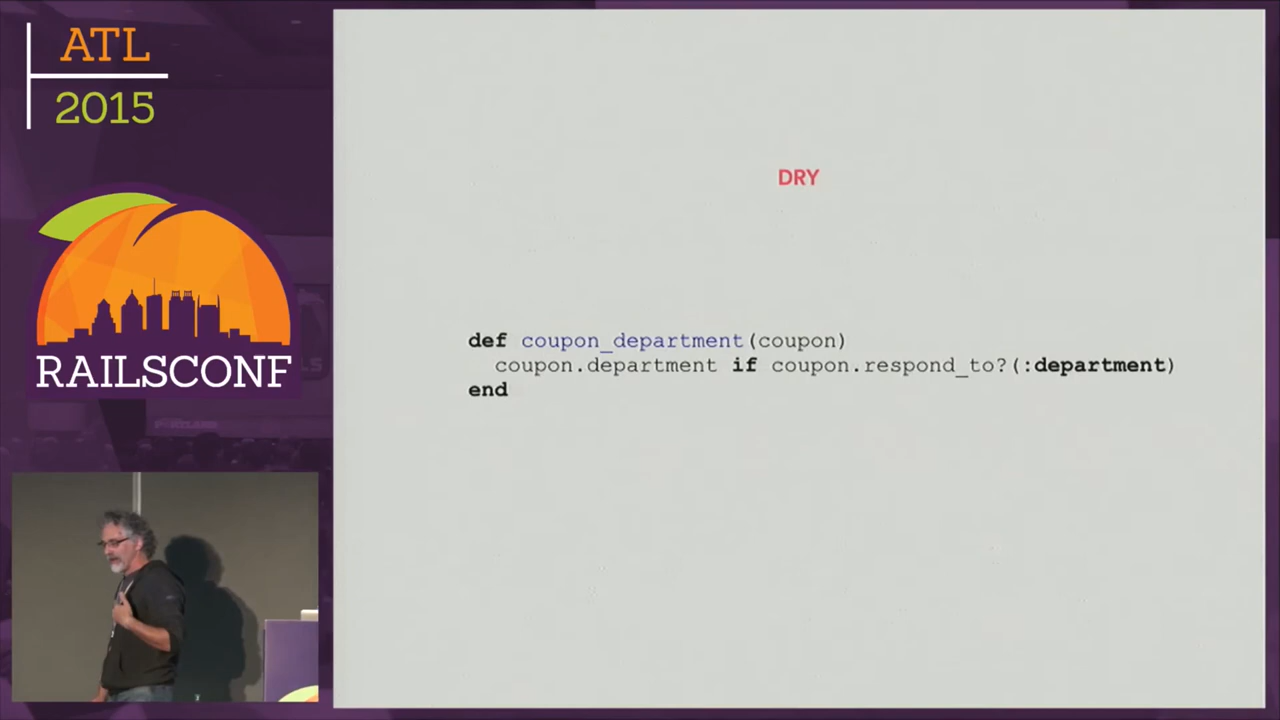 ATL
2015
RAILSCONF
DRY
def coupon_department(coupon)
  coupon.department if coupon.respond_to?(:department)
end